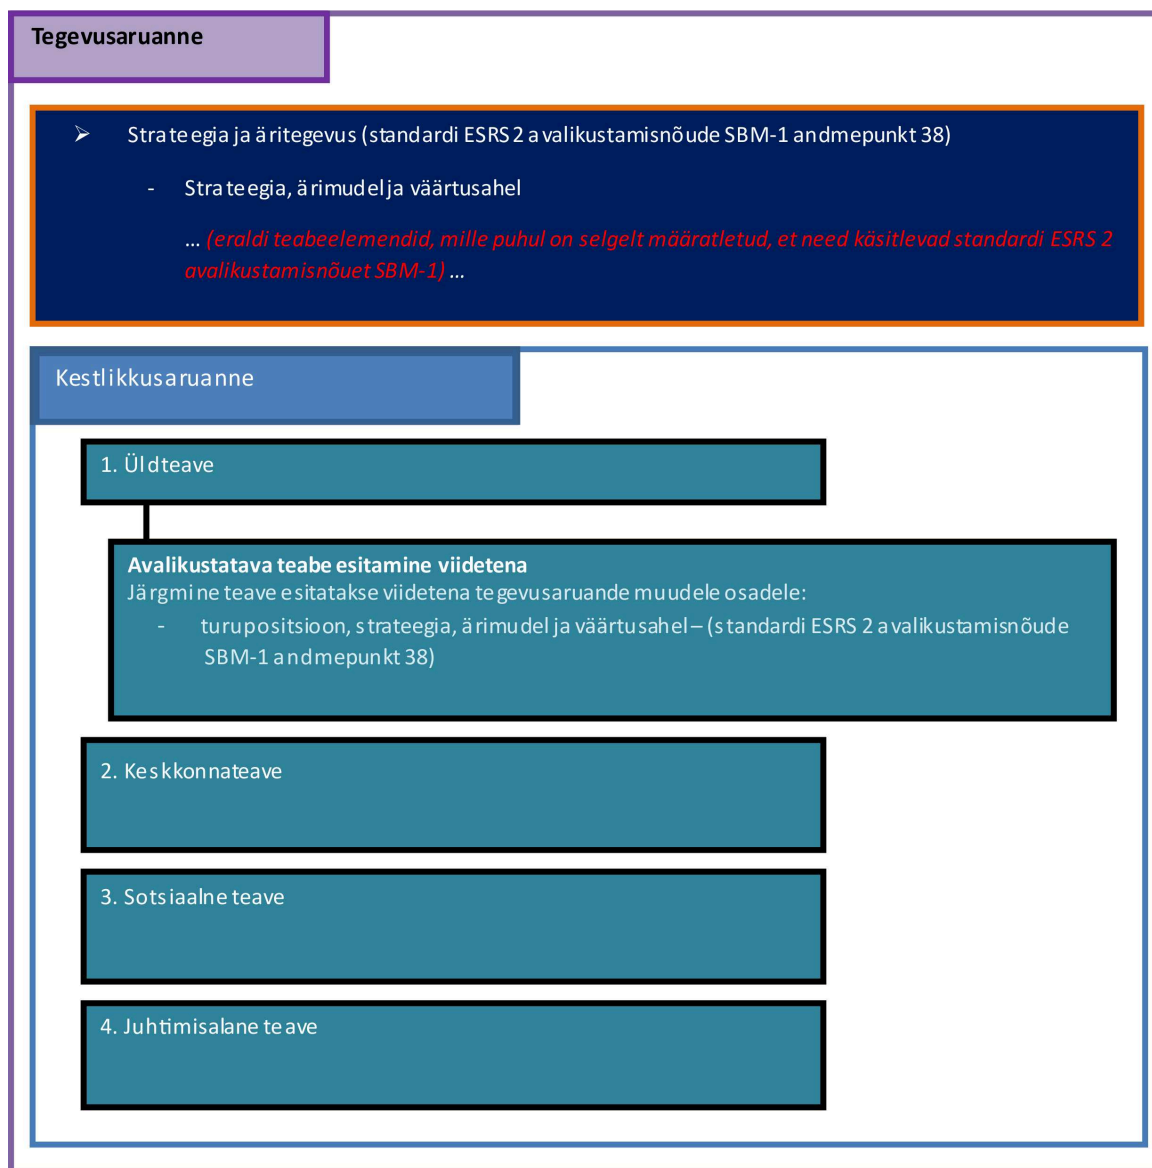 Tegevusaruanne
➢ Strateegia ja äritegevus (standardi ESRS 2 avalikustamisnõude SBM-1 andmepunkt 38)
- Strateegia, ärimudel ja väärtusahel
… (eraldi teabeelemendid, mille puhul on selgelt määratletud, et need käsitlevad standardi ESRS 2
avalikustamisnõuet SBM-1) …
Kestlikkusaruanne
1. Üldteave
Avalikustatava teabe esitamine viidetena
Järgmine teave esitatakse viidetena tegevusaruande muudele osadele:
- turupositsioon, strateegia, ärimudel ja väärtusahel – (standardi ESRS 2 avalikustamisnõude
SBM-1 andmepunkt 38)
2. Keskkonnateave
3. Sotsiaalne teave
4. Juhtimisalane teave